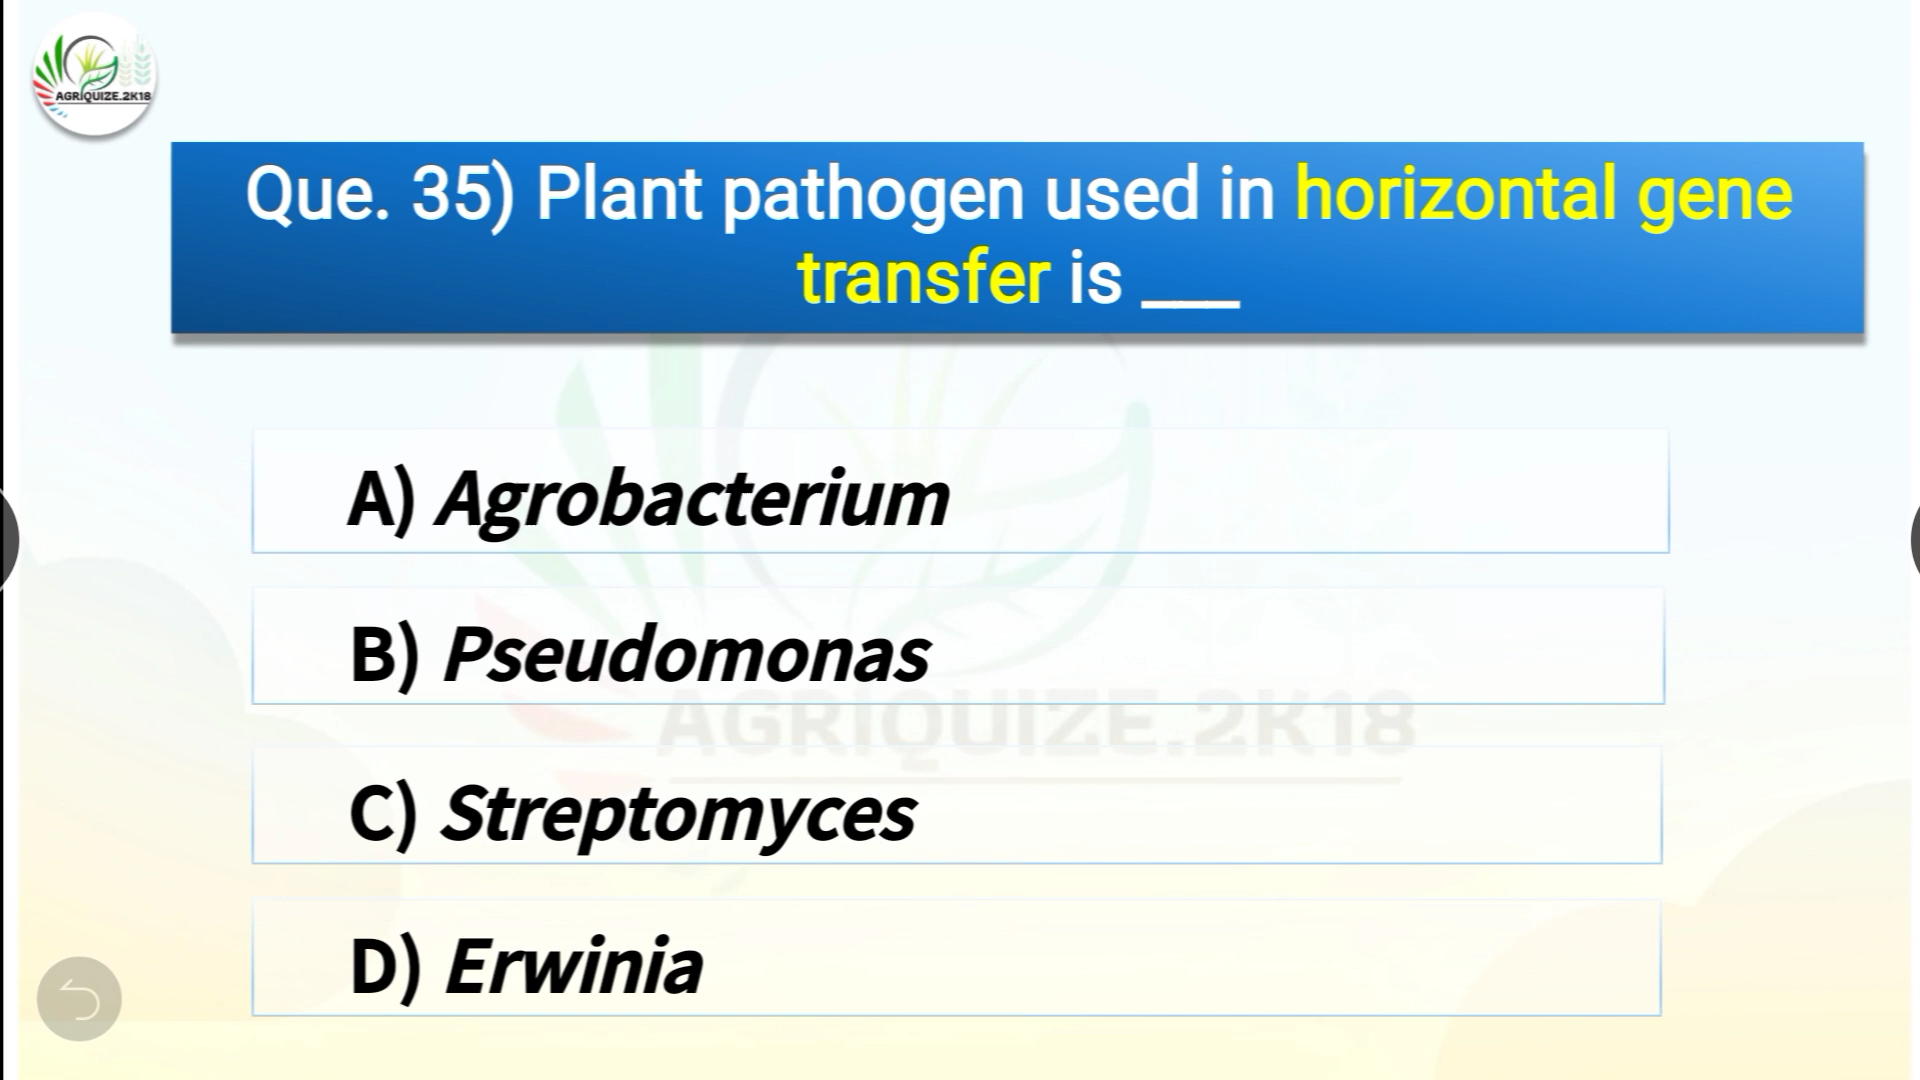 AGRIQUIZE.2K18
Que. 35) Plant pathogen used in horizontal gene
transfer is ___
A) Agrobacterium
B) Pseudomonas
AGRIQUIZE.2K18
C) Streptomyces
D) Erwinia